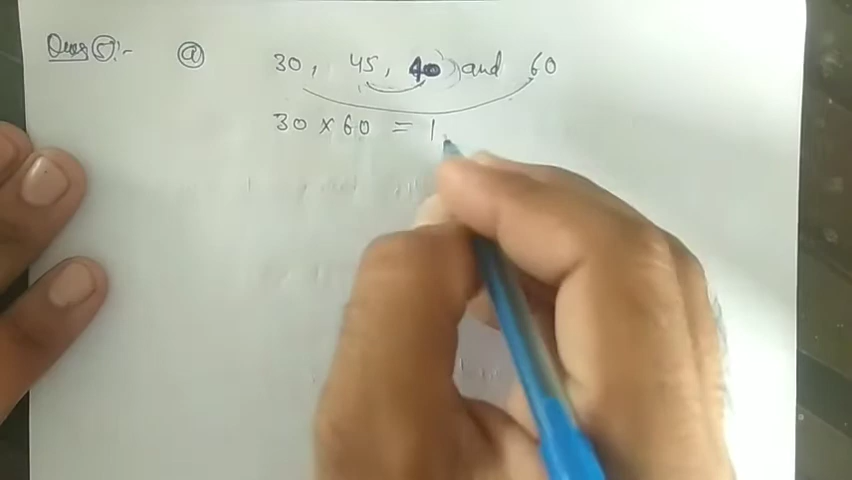 Ques ⑤:- ⓐ 30, 45, 40 and 60
30 × 60 = 1